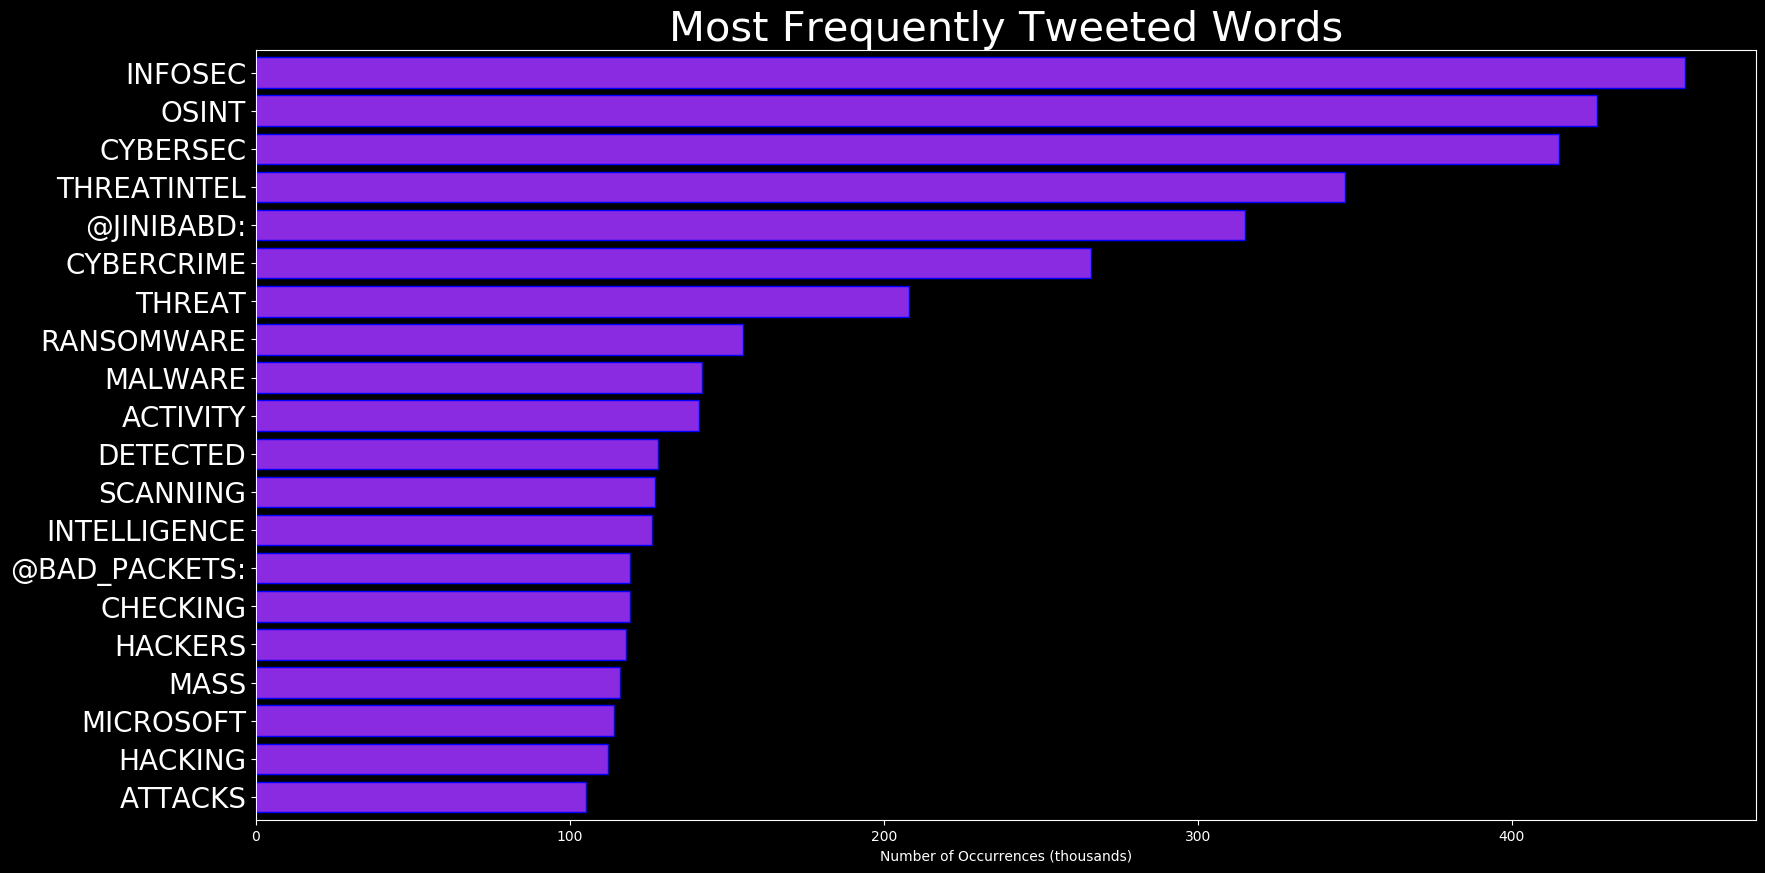 Most Frequently Tweeted Words
INFOSEC
OSINT
CYBERSEC
THREATINTEL
@JINIBABD:
CYBERCRIME
THREAT
RANSOMWARE
MALWARE
ACTIVITY
DETECTED
SCANNING
INTELLIGENCE
@BAD_PACKETS:
CHECKING
HACKERS
MASS
MICROSOFT
HACKING
ATTACKS
0 100 200 300 400
Number of Occurrences (thousands)